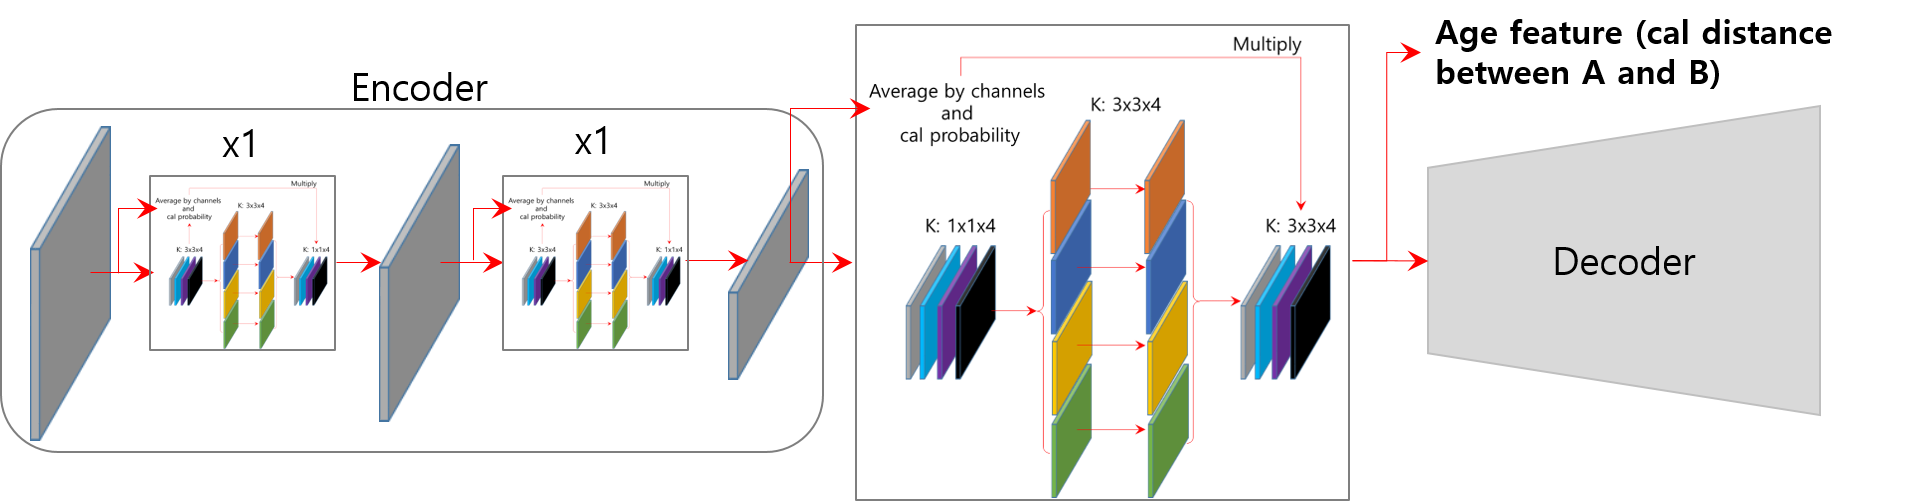 Encoder
x1
Multiply
Average by channels
and
cal probability
K: 3x3x4
K: 3x3x4
K: 1x1x4
x1
Multiply
Average by channels
and
cal probability
K: 3x3x4
K: 3x3x4
K: 1x1x4
Multiply
Average by channels
and
cal probability
K: 3x3x4
K: 1x1x4
K: 3x3x4
Age feature (cal distance
between A and B)
Decoder